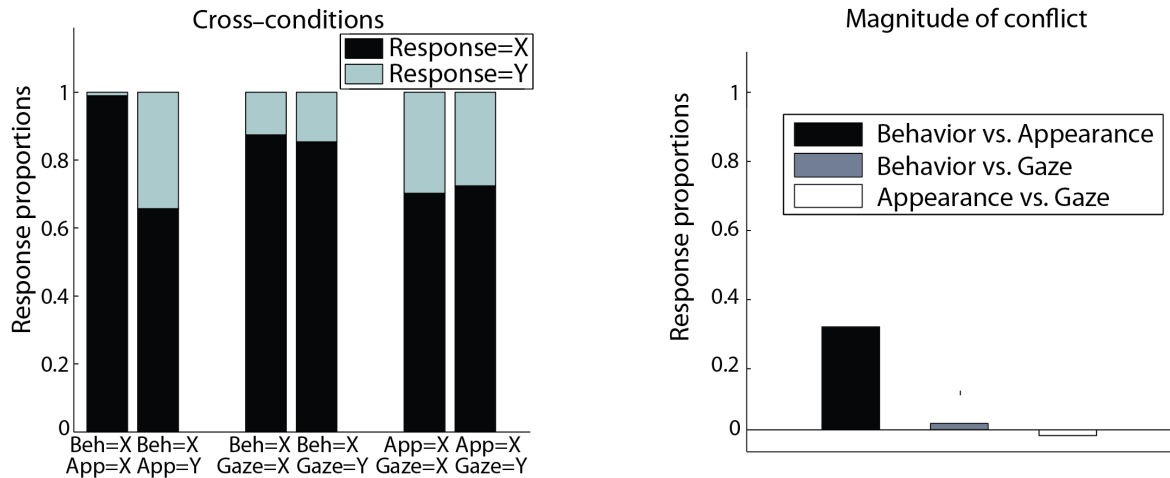 Cross–conditions
Response=X
Response=Y
Response proportions
1
0.8
0.6
0.4
0.2
0
Beh=X Beh=X
App=X App=Y
Beh=X Beh=X
Gaze=X Gaze=Y
App=X App=X
Gaze=X Gaze=Y
Magnitude of conflict
Behavior vs. Appearance
Behavior vs. Gaze
Appearance vs. Gaze
Response proportions
1
0.8
0.6
0.4
0.2
0